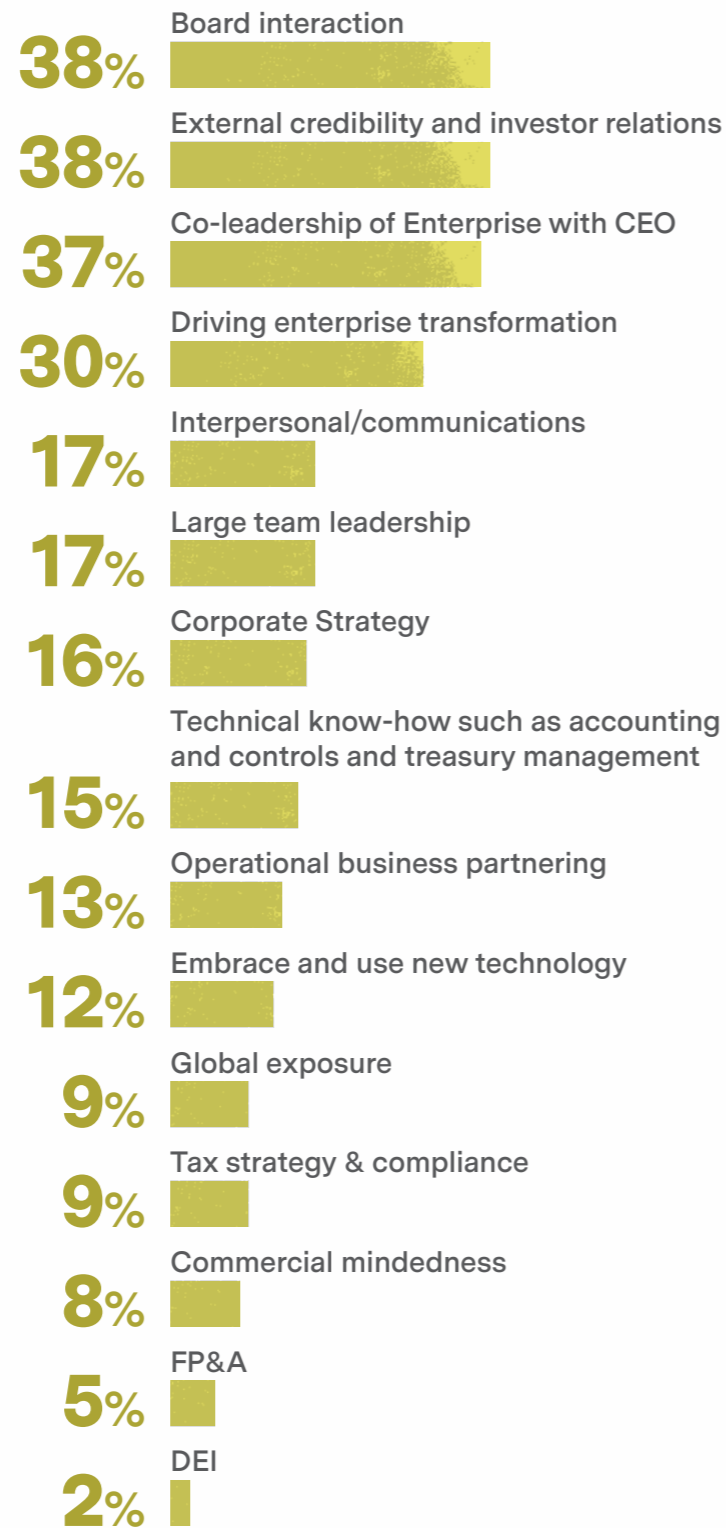 Board interaction
38%
External credibility and investor relations
38%
Co-leadership of Enterprise with CEO
37%
Driving enterprise transformation
30%
Interpersonal/communications
17%
Large team leadership
17%
Corporate Strategy
16%
Technical know-how such as accounting
and controls and treasury management
15%
Operational business partnering
13%
Embrace and use new technology
12%
Global exposure
9%
Tax strategy & compliance
9%
Commercial mindedness
8%
FP&A
5%
DEI
2%